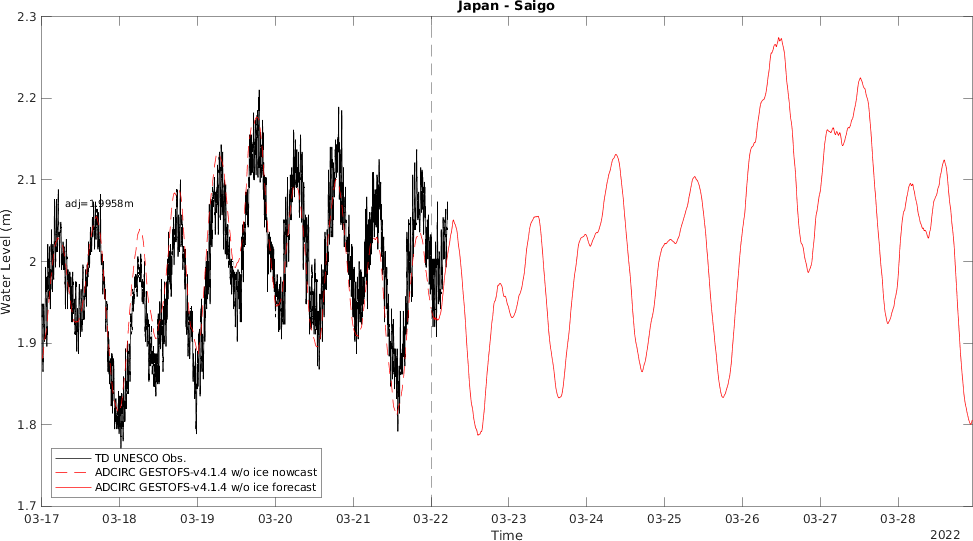 Japan - Saigo
2.3
2.2
2.1
2
1.9
1.8
1.7
Water Level (m)
adj=1.9958m
TD UNESCO Obs.
ADCIRC GESTOFS-v4.1.4 w/o ice nowcast
ADCIRC GESTOFS-v4.1.4 w/o ice forecast
03-17 03-18 03-19 03-20 03-21 03-22 03-23 03-24 03-25 03-26 03-27 03-28
Time
2022